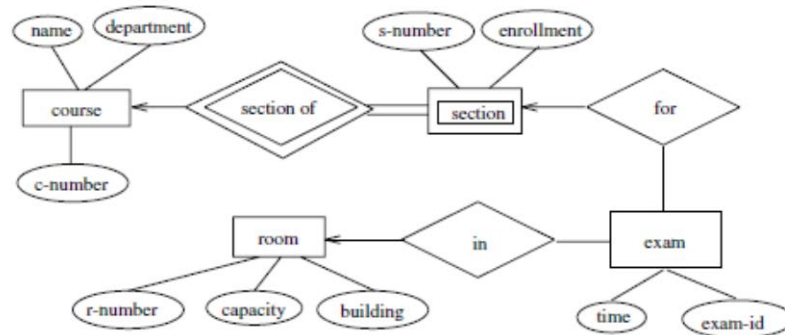 name
department
s-number
enrollment
course
section of
section
for
c-number
room
in
exam
r-number
capacity
building
time
exam-id